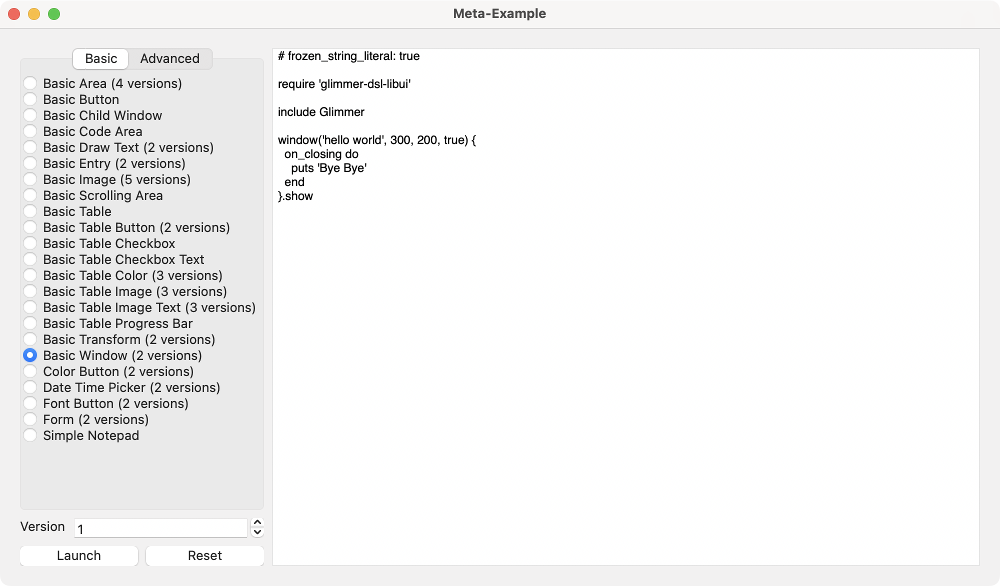 Meta-Example
Basic
Advanced
Basic Area (4 versions)
Basic Button
Basic Child Window
Basic Code Area
Basic Draw Text (2 versions)
Basic Entry (2 versions)
Basic Image (5 versions)
Basic Scrolling Area
Basic Table
Basic Table Button (2 versions)
Basic Table Checkbox
Basic Table Checkbox Text
Basic Table Color (3 versions)
Basic Table Image (3 versions)
Basic Table Image Text (3 versions)
Basic Table Progress Bar
Basic Transform (2 versions)
Basic Window (2 versions)
Color Button (2 versions)
Date Time Picker (2 versions)
Font Button (2 versions)
Form (2 versions)
Simple Notepad
Version 1
Launch
Reset
# frozen_string_literal: true

require 'glimmer-dsl-libui'

include Glimmer

window('hello world', 300, 200, true) {
  on_closing do
    puts 'Bye Bye'
  end
}.show